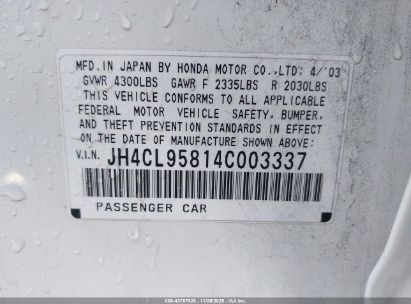 MFD. IN JAPAN BY HONDA MOTOR CO.,LTD: 4/'03
GVWR 4300LBS GAWR F 2335LBS R 2030LBS
THIS VEHICLE CONFORMS TO ALL APPLICABLE
FEDERAL MOTOR VEHICLE SAFETY, BUMPER,
AND THEFT PREVENTION STANDARDS IN EFFECT
ON THE DATE OF MANUFACTURE SHOWN ABOVE.
V.I.N. JH4CL95814C003337
PASSENGER CAR